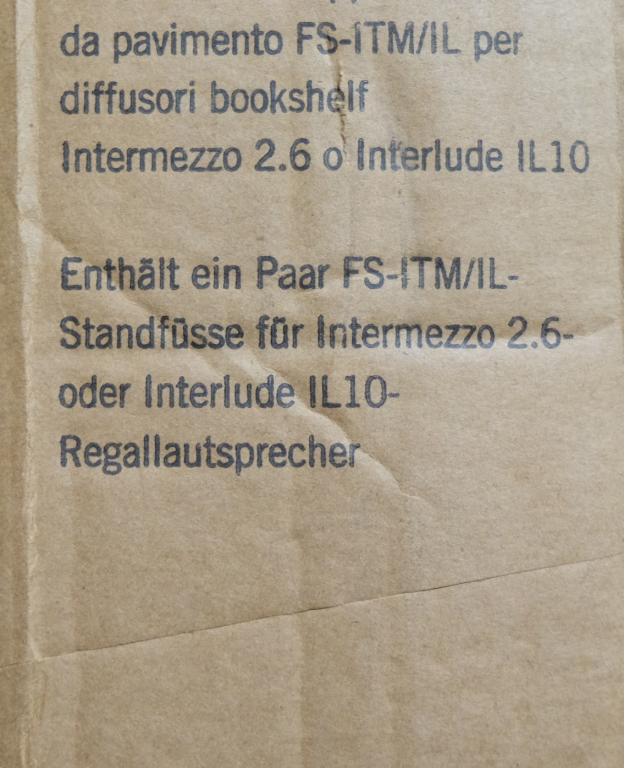 da pavimento FS-ITM/IL per
diffusori bookshelf
Intermezzo 2.6 o Interlude IL10
Enthält ein Paar FS-ITM/IL-
Standfüsse für Intermezzo 2.6-
oder Interlude IL10-
Regallautsprecher